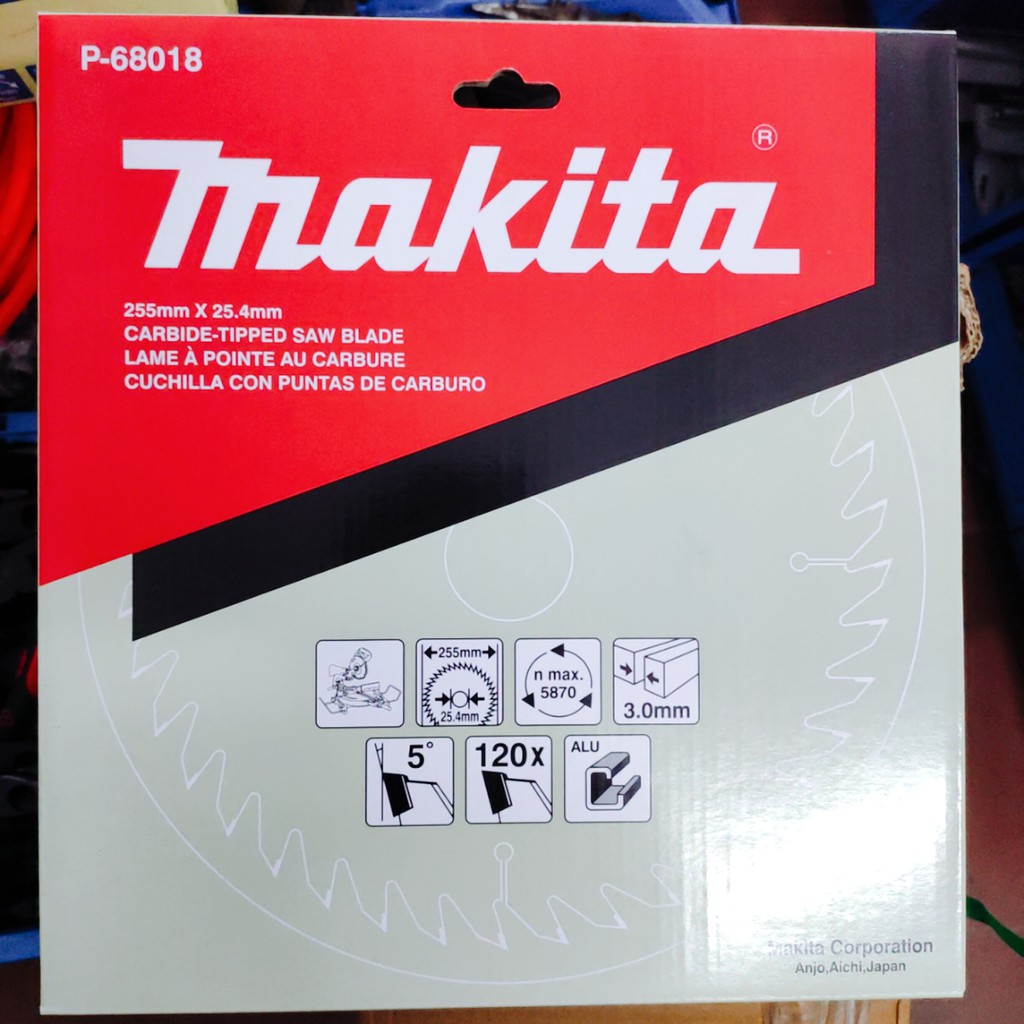 P-68018
makita ®
255mm X 25.4mm
CARBIDE-TIPPED SAW BLADE
LAME À POINTE AU CARBURE
CUCHILLA CON PUNTAS DE CARBURO
255mm
25.4mm
n max.
5870
3.0mm
5°
120x
ALU
Makita Corporation
Anjo,Aichi,Japan